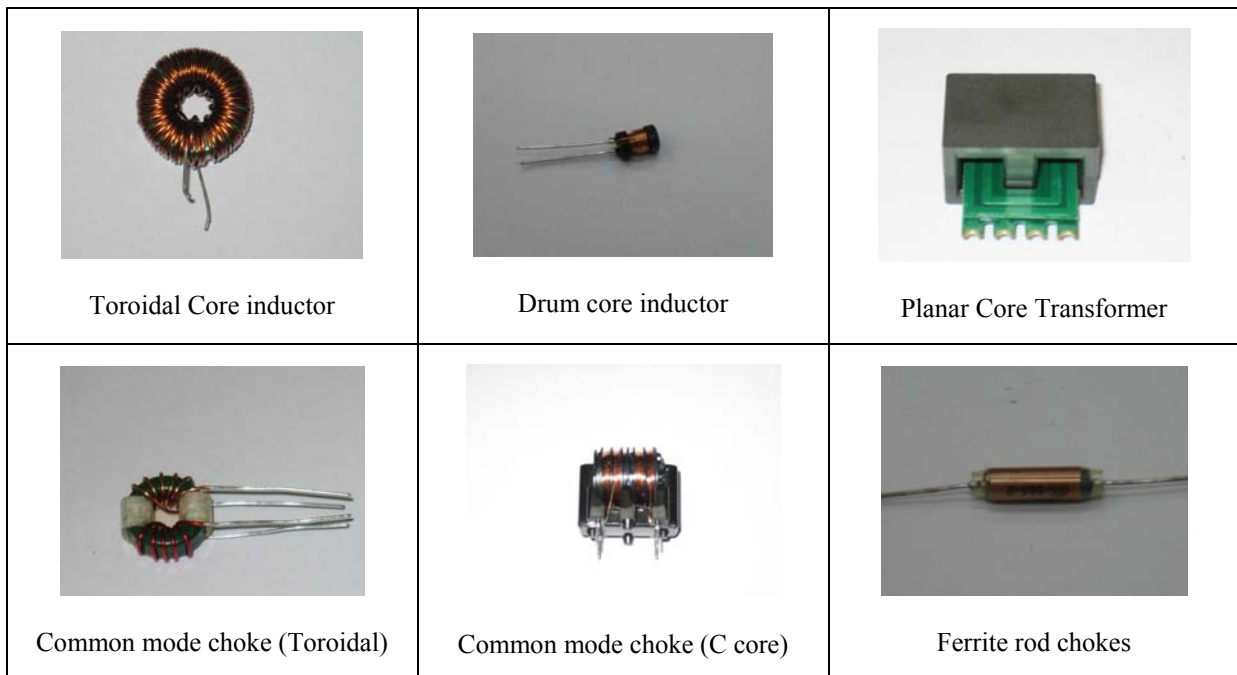 Toroidal Core inductor
Drum core inductor
Planar Core Transformer
Common mode choke (Toroidal)
Common mode choke (C core)
Ferrite rod chokes